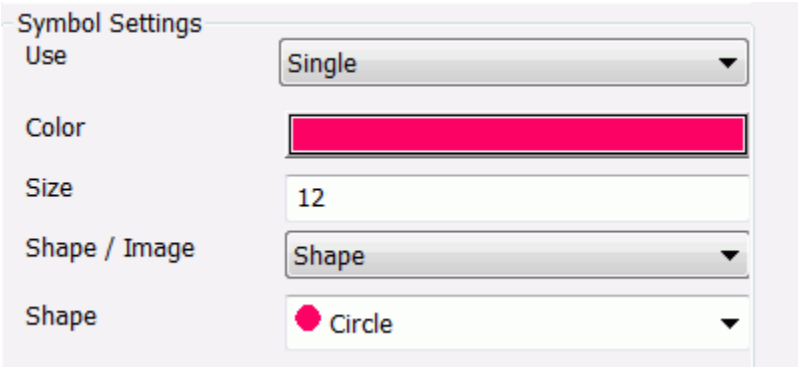 Symbol Settings
Use Single
Color
Size 12
Shape / Image Shape
Shape Circle